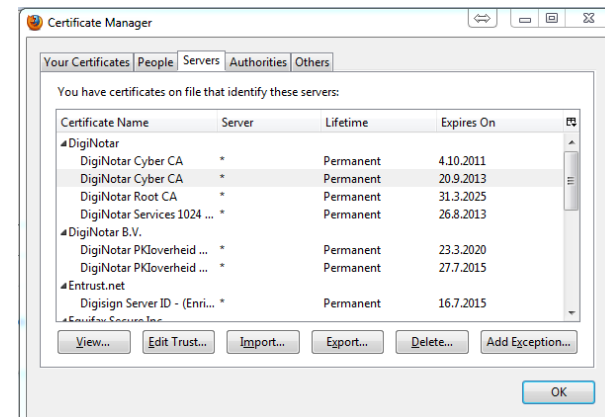 Certificate Manager
Your Certificates People Servers Authorities Others
You have certificates on file that identify these servers:
Certificate Name Server Lifetime Expires On
DigiNotar
DigiNotar Cyber CA * Permanent 4.10.2011
DigiNotar Cyber CA * Permanent 20.9.2013
DigiNotar Root CA * Permanent 31.3.2025
DigiNotar Services 1024 ... * Permanent 26.8.2013
DigiNotar B.V.
DigiNotar PKIoverheid ... * Permanent 23.3.2020
DigiNotar PKIoverheid ... * Permanent 27.7.2015
Entrust.net
Digisign Server ID - (Enri... * Permanent 16.7.2015
Equifax Secure Inc.
View... Edit Trust... Import... Export... Delete... Add Exception...
OK